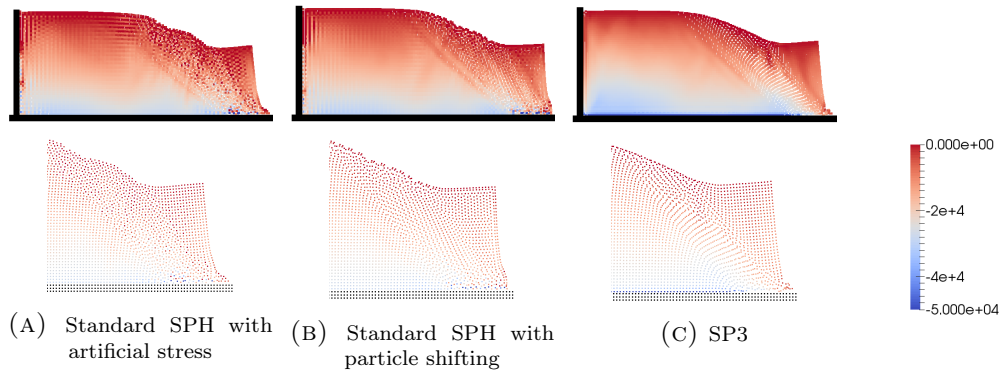 0.000e+00
-2e+4
-4e+4
-5.000e+04
(A) Standard SPH with
artificial stress
(B) Standard SPH with
particle shifting
(C) SP3